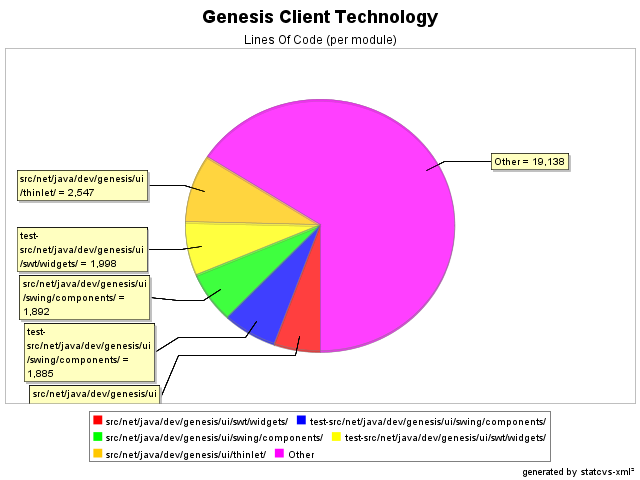 Genesis Client Technology
Lines Of Code (per module)
Other = 19,138
src/net/java/dev/genesis/ui
/thinlet/ = 2,547
test-
src/net/java/dev/genesis/ui
/swt/widgets/ = 1,998
src/net/java/dev/genesis/ui
/swing/components/ =
1,892
test-
src/net/java/dev/genesis/ui
/swing/components/ =
1,885
src/net/java/dev/genesis/ui
src/net/java/dev/genesis/ui/swt/widgets/ test-src/net/java/dev/genesis/ui/swing/components/
src/net/java/dev/genesis/ui/swing/components/ test-src/net/java/dev/genesis/ui/swt/widgets/
src/net/java/dev/genesis/ui/thinlet/ Other
generated by statcvs-xml²